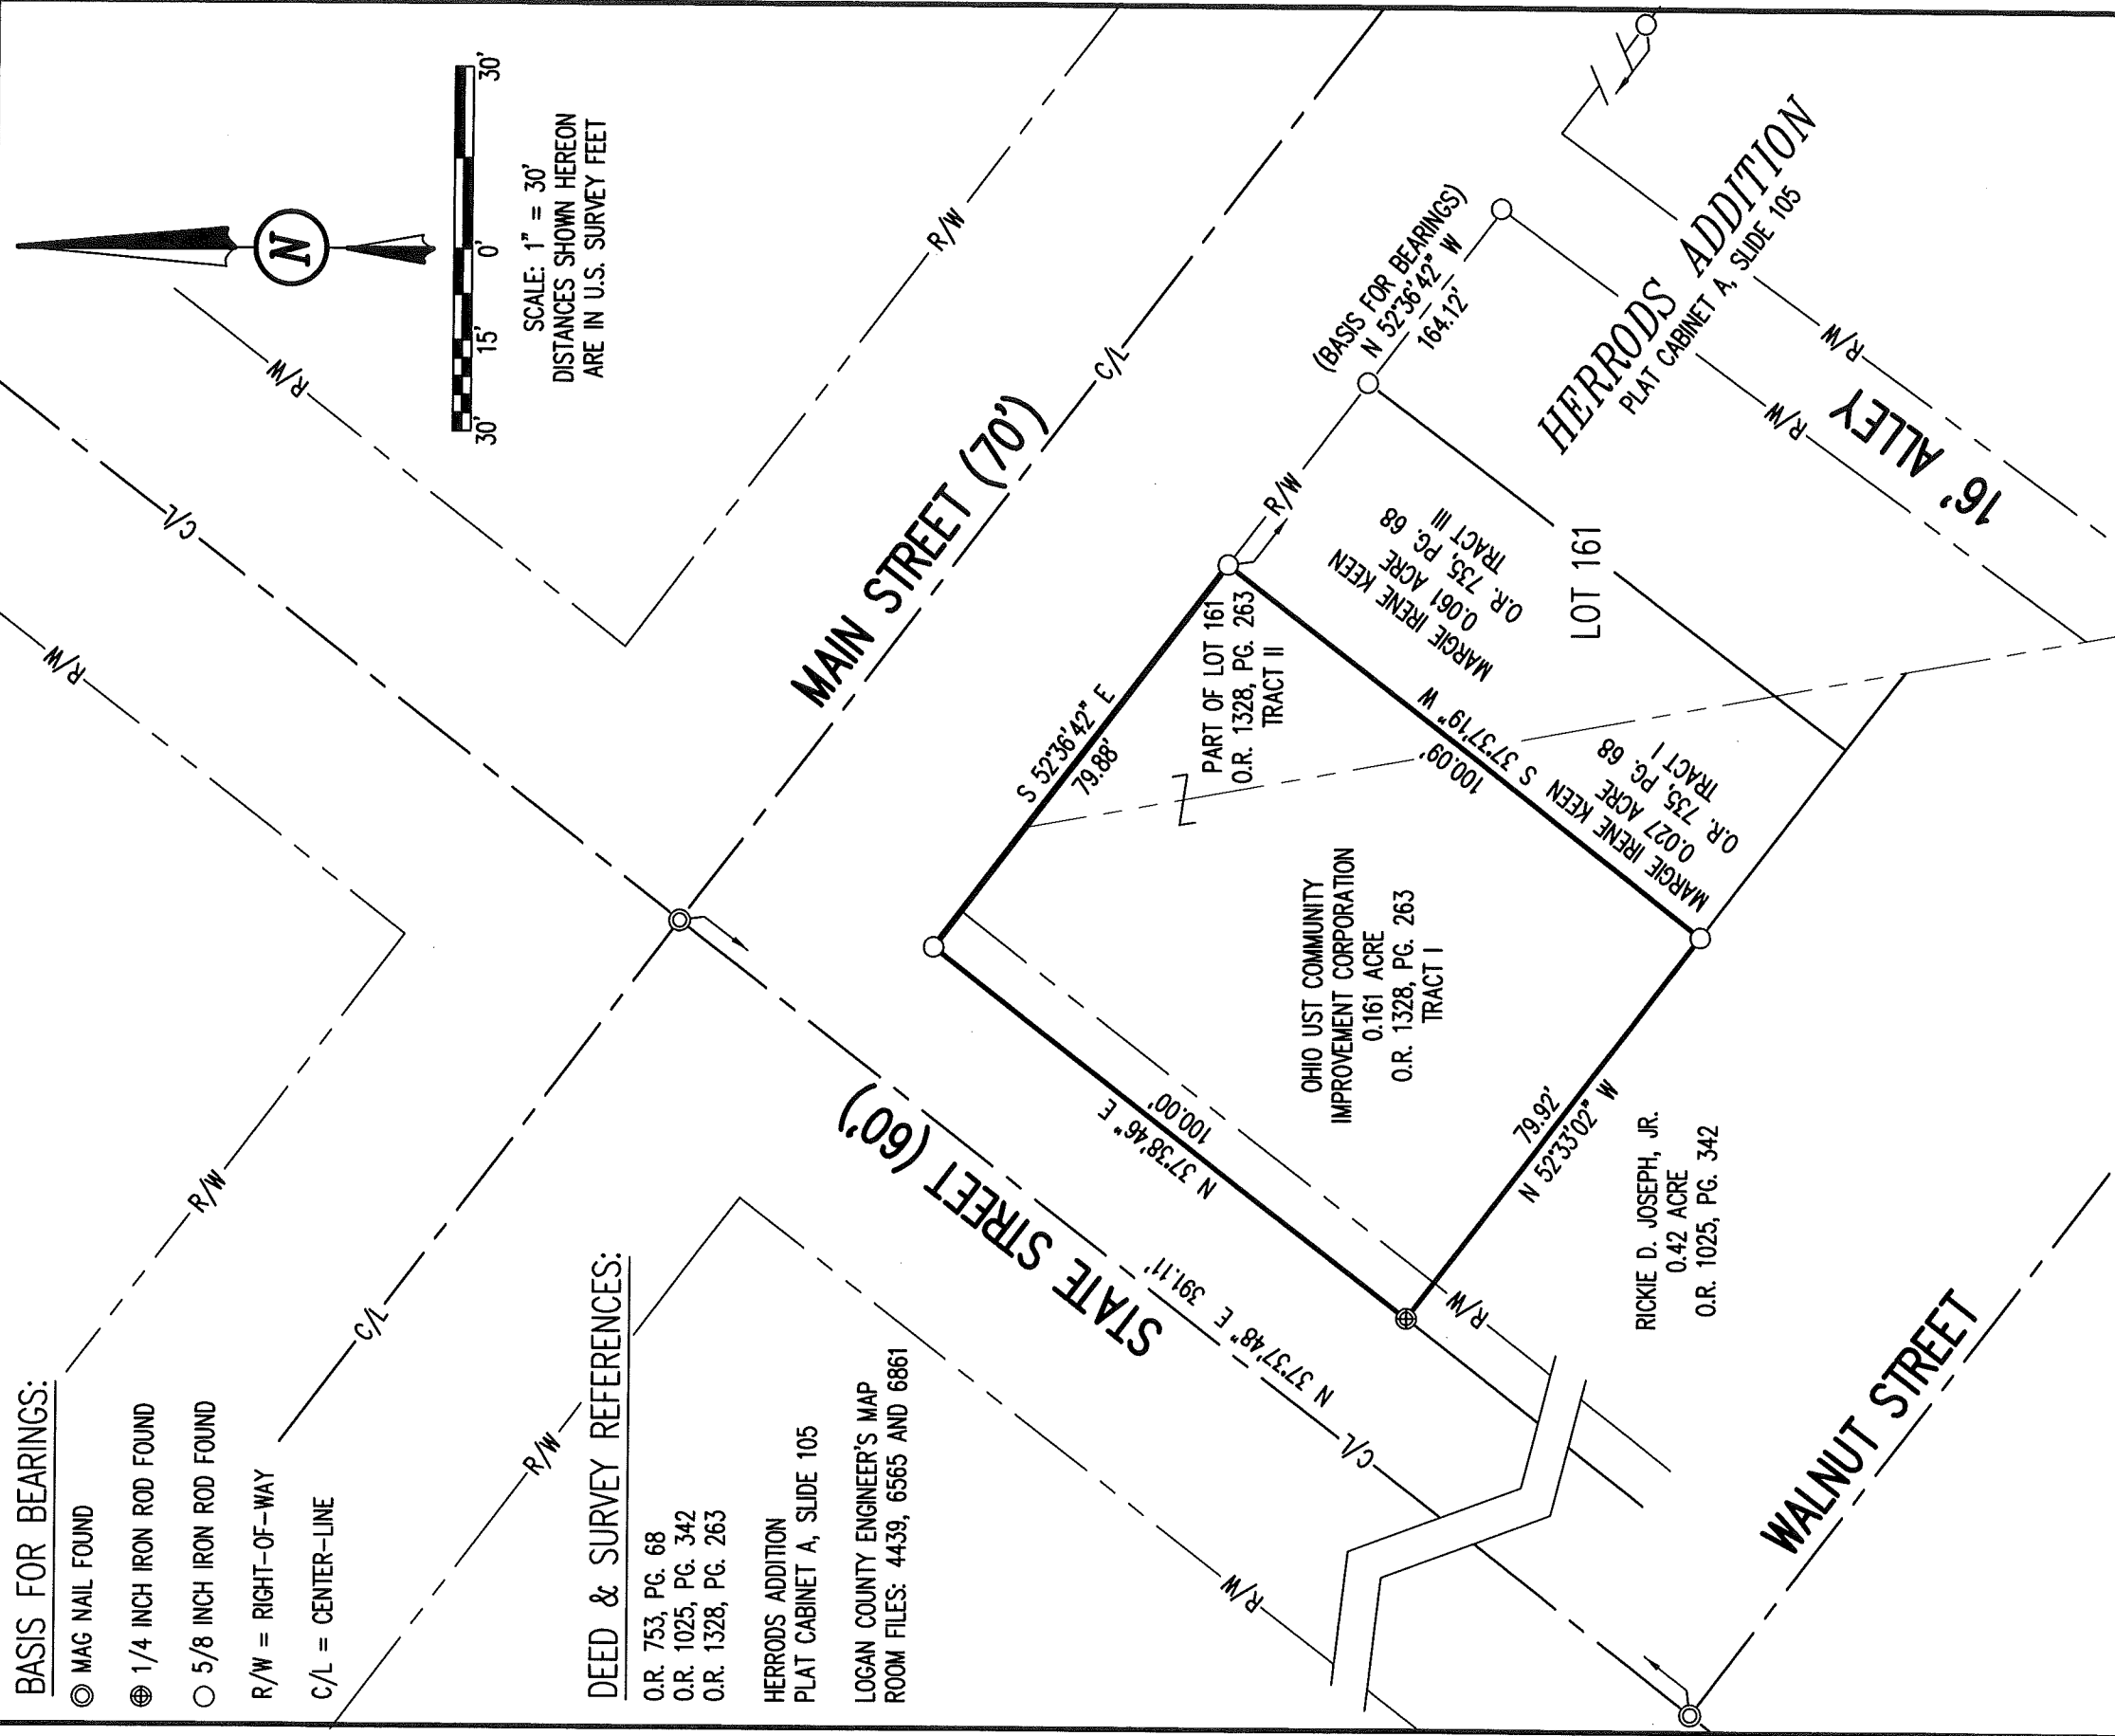 BASIS FOR BEARINGS:
MAG NAIL FOUND
1/4 INCH IRON ROD FOUND
5/8 INCH IRON ROD FOUND
R/W = RIGHT-OF-WAY
C/L = CENTER-LINE
DEED & SURVEY REFERENCES:
O.R. 753, PG. 68
O.R. 1025, PG. 342
O.R. 1328, PG. 263
HERRODS ADDITION
PLAT CABINET A, SLIDE 105
LOGAN COUNTY ENGINEER'S MAP
ROOM FILES: 4439, 6565 AND 6861
N
30'
15'
0'
30'
SCALE: 1" = 30'
DISTANCES SHOWN HEREON
ARE IN U.S. SURVEY FEET
R/W
R/W
C/L
R/W
C/L
R/W
R/W
C/L
MAIN STREET (70')
R/W
STATE STREET (60')
N 37°37'48" E 391.11'
C/L
R/W
R/W
WALNUT STREET
S 52°36'42" E
79.88'
N 37°38'46" E
100.00'
79.92'
N 52°33'02" W
S 37°37'19" W
100.09'
PART OF LOT 161
O.R. 1328, PG. 263
TRACT II
OHIO UST COMMUNITY
IMPROVEMENT CORPORATION
0.161 ACRE
O.R. 1328, PG. 263
TRACT I
RICKIE D. JOSEPH, JR.
0.42 ACRE
O.R. 1025, PG. 342
MARGIE IRENE KEEN
0.061 ACRE
O.R. 735, PG. 68
TRACT III
MARGIE IRENE KEEN
0.027 ACRE
O.R. 735, PG. 68
TRACT I
LOT 161
(BASIS FOR BEARINGS)
N 52°36'42" W
164.12'
HERRODS ADDITION
PLAT CABINET A, SLIDE 105
R/W
R/W
16' ALLEY